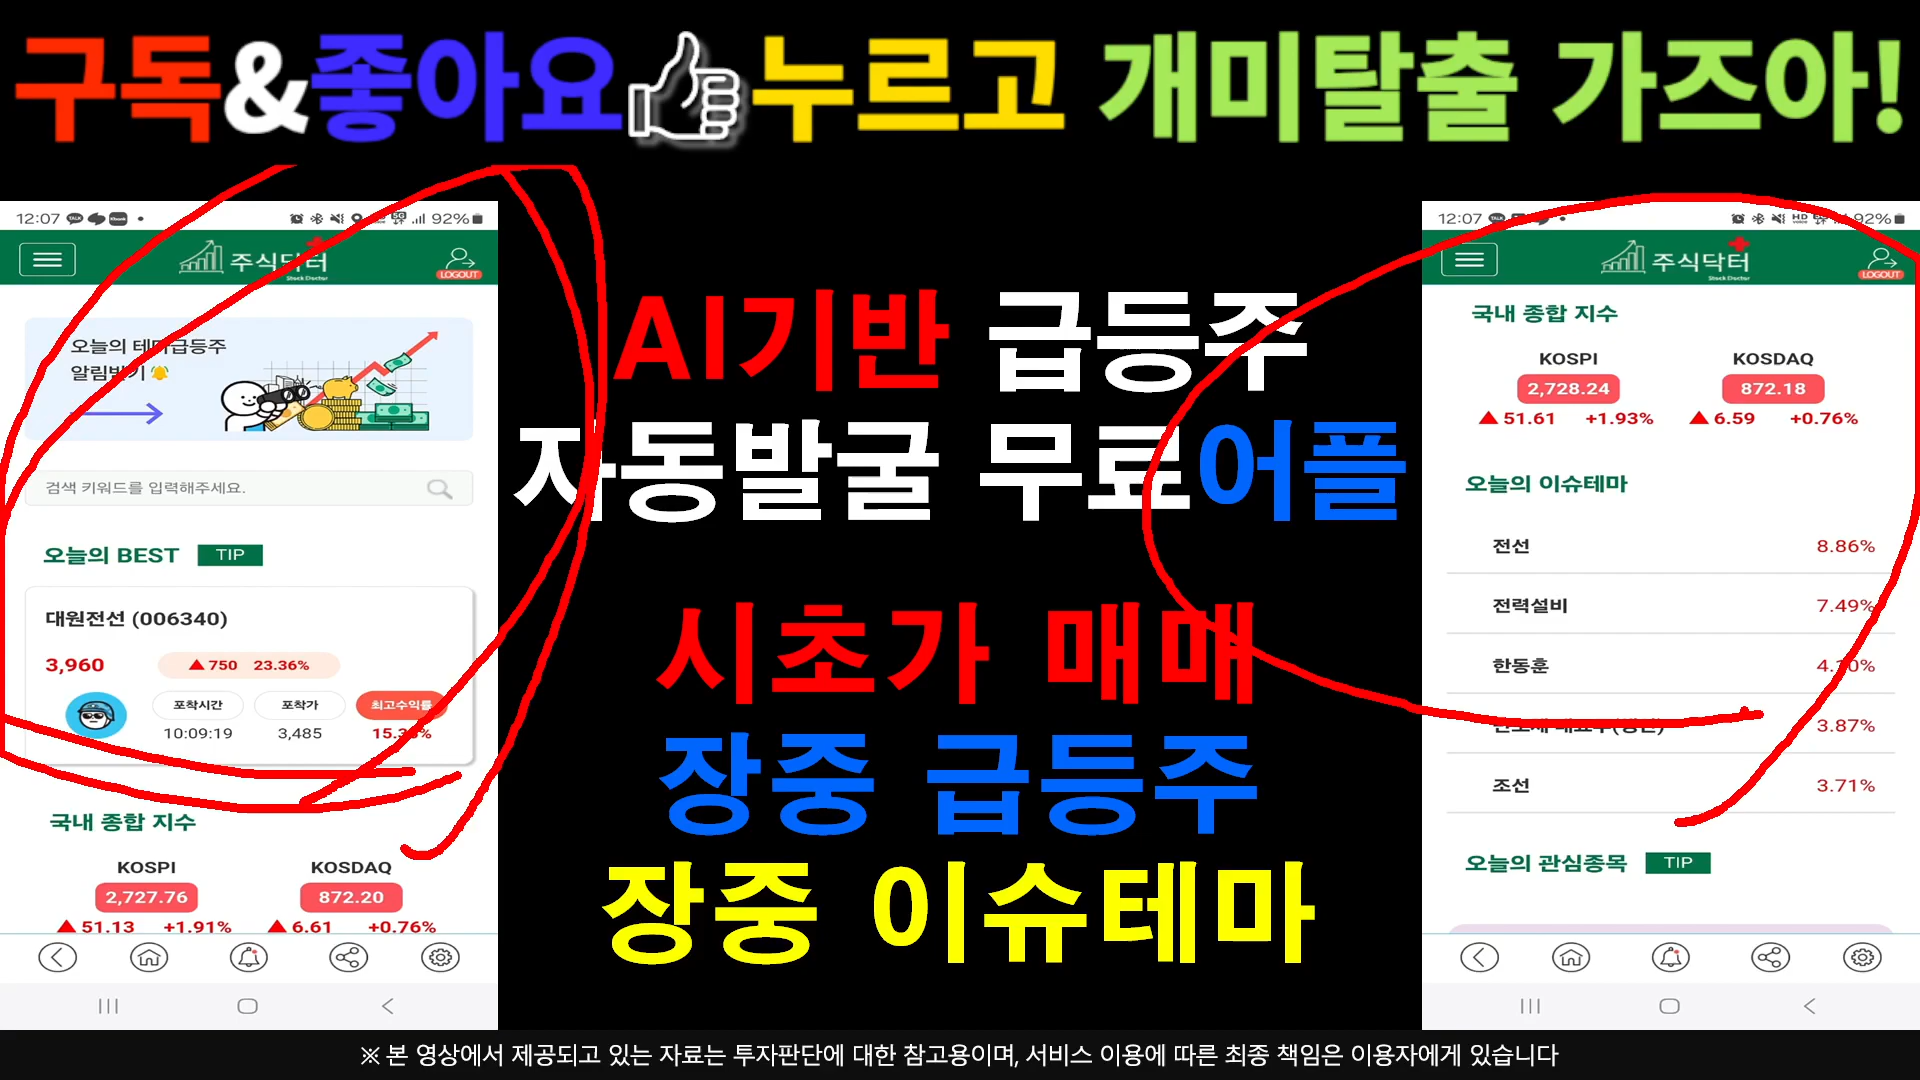 구독&좋아요 누르고 개미탈출 가즈아!
12:07
92%
주식닥터
Stock Doctor
LOGOUT
오늘의 테마급등주
알림받기
검색 키워드를 입력해주세요.
오늘의 BEST TIP
대원전선 (006340)
3,960 ▲750 23.36%
포착시간 포착가 최고수익률
10:09:19 3,485
국내 종합 지수
KOSPI KOSDAQ
2,727.76 872.20
▲51.13 +1.91% ▲6.61 +0.76%
AI기반 급등주
자동발굴 무료어플
시초가 매매
장중 급등주
장중 이슈테마
12:07
92%
주식닥터
Stock Doctor
LOGOUT
국내 종합 지수
KOSPI KOSDAQ
2,728.24 872.18
▲51.61 +1.93% ▲6.59 +0.76%
오늘의 이슈테마
전선 8.86%
전력설비 7.49%
한동훈
3.87%
조선 3.71%
오늘의 관심종목 TIP
※ 본 영상에서 제공되고 있는 자료는 투자판단에 대한 참고용이며, 서비스 이용에 따른 최종 책임은 이용자에게 있습니다